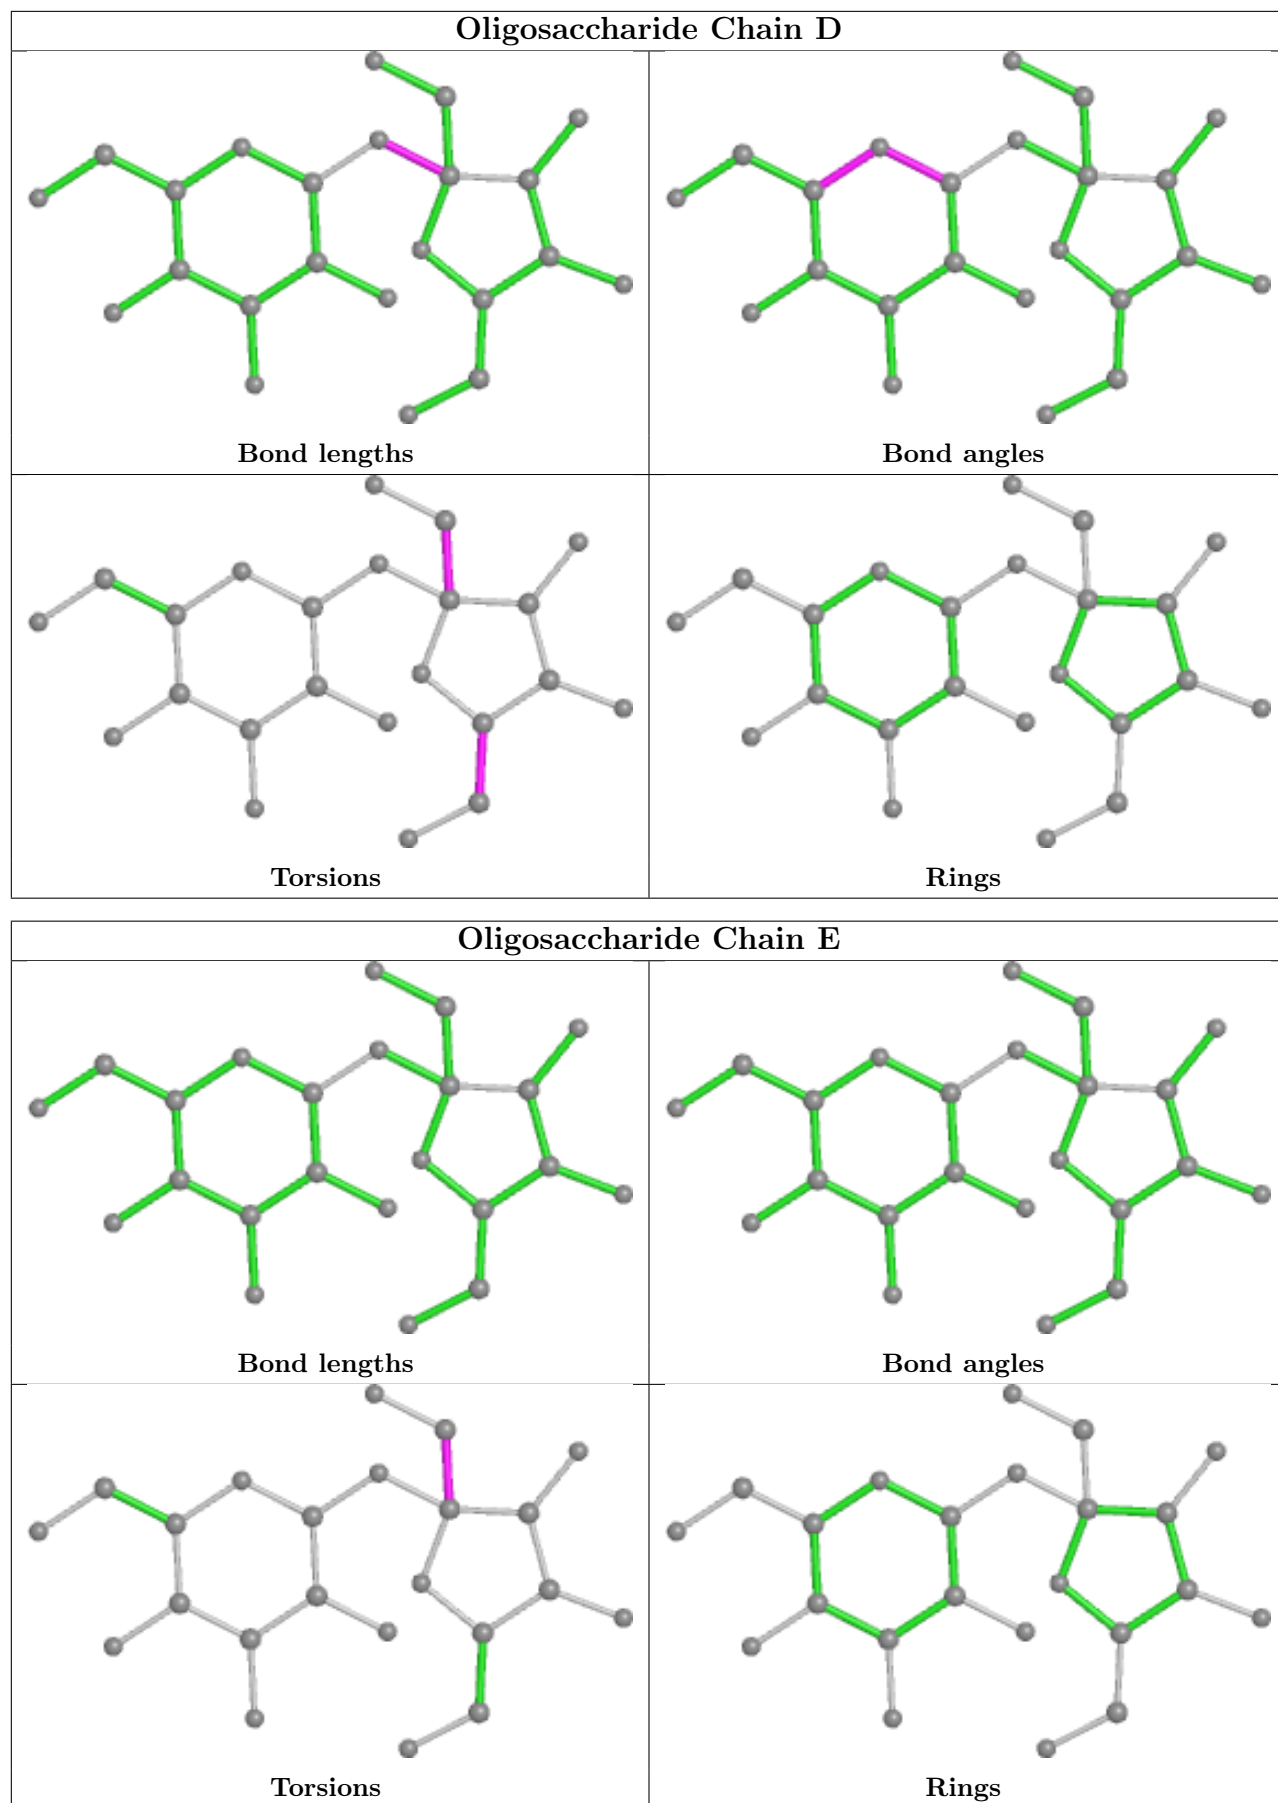 Oligosaccharide Chain D
Bond lengths
Bond angles
Torsions
Rings
Oligosaccharide Chain E
Bond lengths
Bond angles
Torsions
Rings